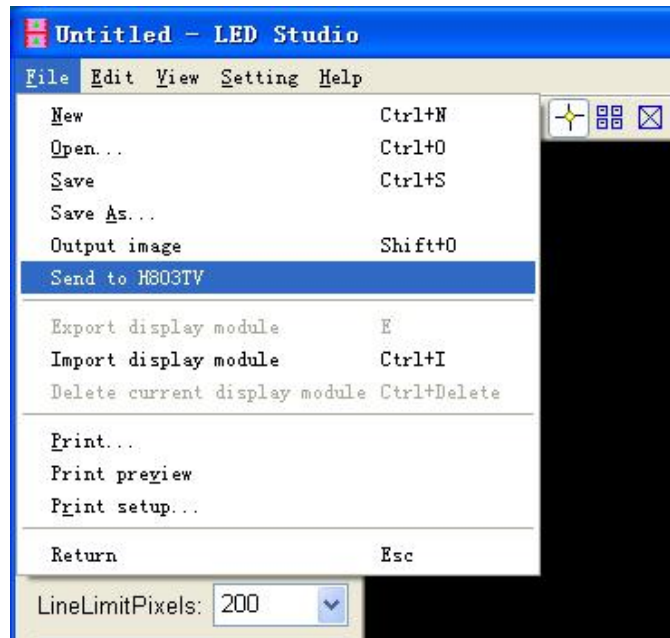 Untitled - LED Studio
File Edit View Setting Help
New Ctrl+N
Open... Ctrl+O
Save Ctrl+S
Save As...
Output image Shift+O
Send to H803TV
Export display module E
Import display module Ctrl+I
Delete current display module Ctrl+Delete
Print...
Print preview
Print setup...
Return Esc
LineLimitPixels: 200